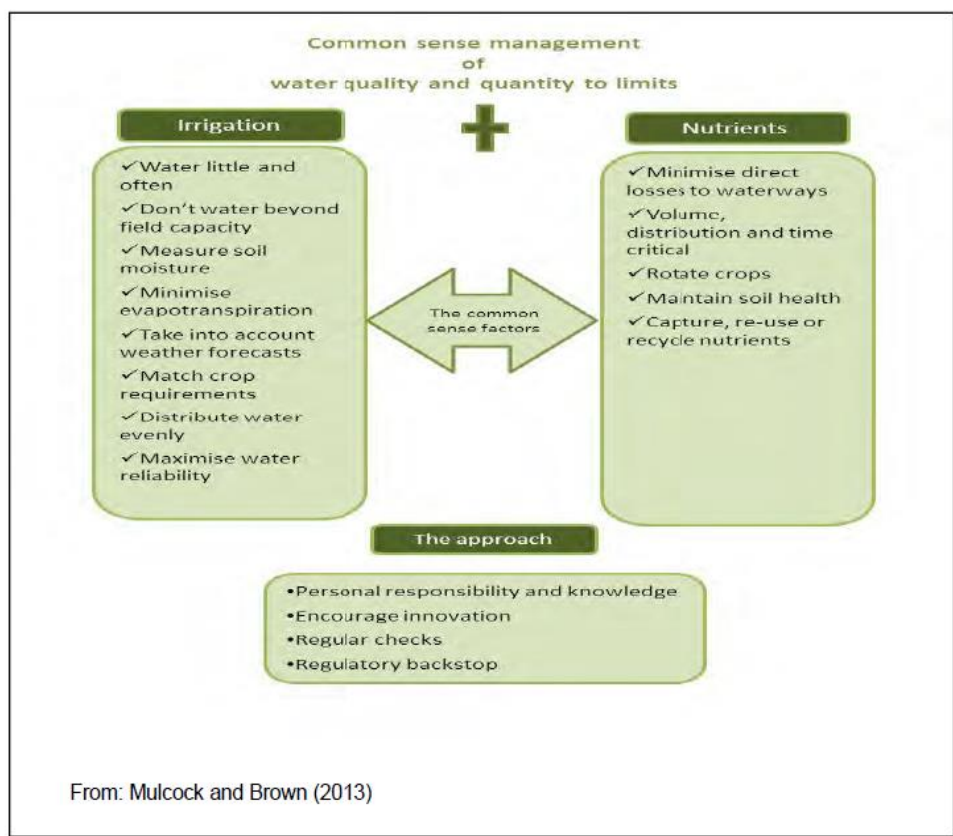 Common sense management
of
water quality and quantity to limits
Irrigation
✓Water little and
often
✓Don't water beyond
field capacity
✓Measure soil
moisture
✓Minimise
evapotranspiration
✓Take into account
weather forecasts
✓Match crop
requirements
✓Distribute water
evenly
✓Maximise water
reliability
The common
sense factors
Nutrients
✓Minimise direct
losses to waterways
✓Volume,
distribution and time
critical
✓Rotate crops
✓Maintain soil health
✓Capture, re-use or
recycle nutrients
The approach
•Personal responsibility and knowledge
•Encourage innovation
•Regular checks
•Regulatory backstop
From: Mulcock and Brown (2013)